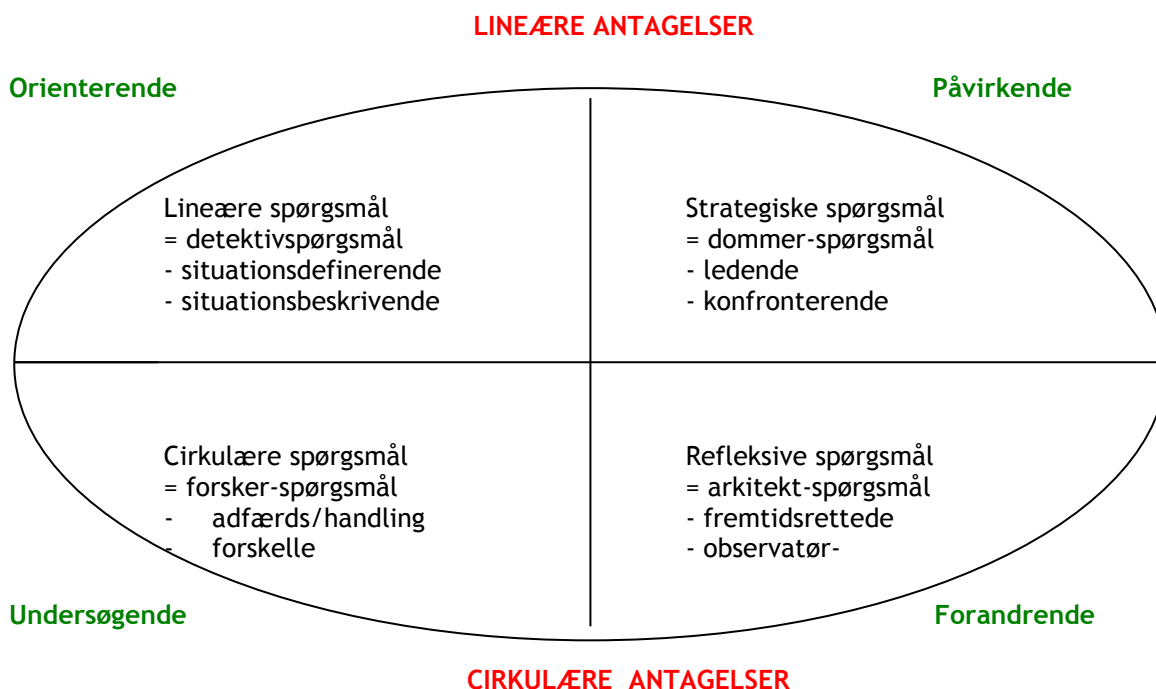 LINEÆRE ANTAGELSER
Orienterende
Påvirkende
Lineære spørgsmål
= detektivspørgsmål
- situationsdefinerende
- situationsbeskrivende
Strategiske spørgsmål
= dommer-spørgsmål
- ledende
- konfronterende
Cirkulære spørgsmål
= forsker-spørgsmål
- adfærds/handling
- forskelle
Refleksive spørgsmål
= arkitekt-spørgsmål
- fremtidsrettede
- observatør-
Undersøgende
Forandrende
CIRKULÆRE ANTAGELSER